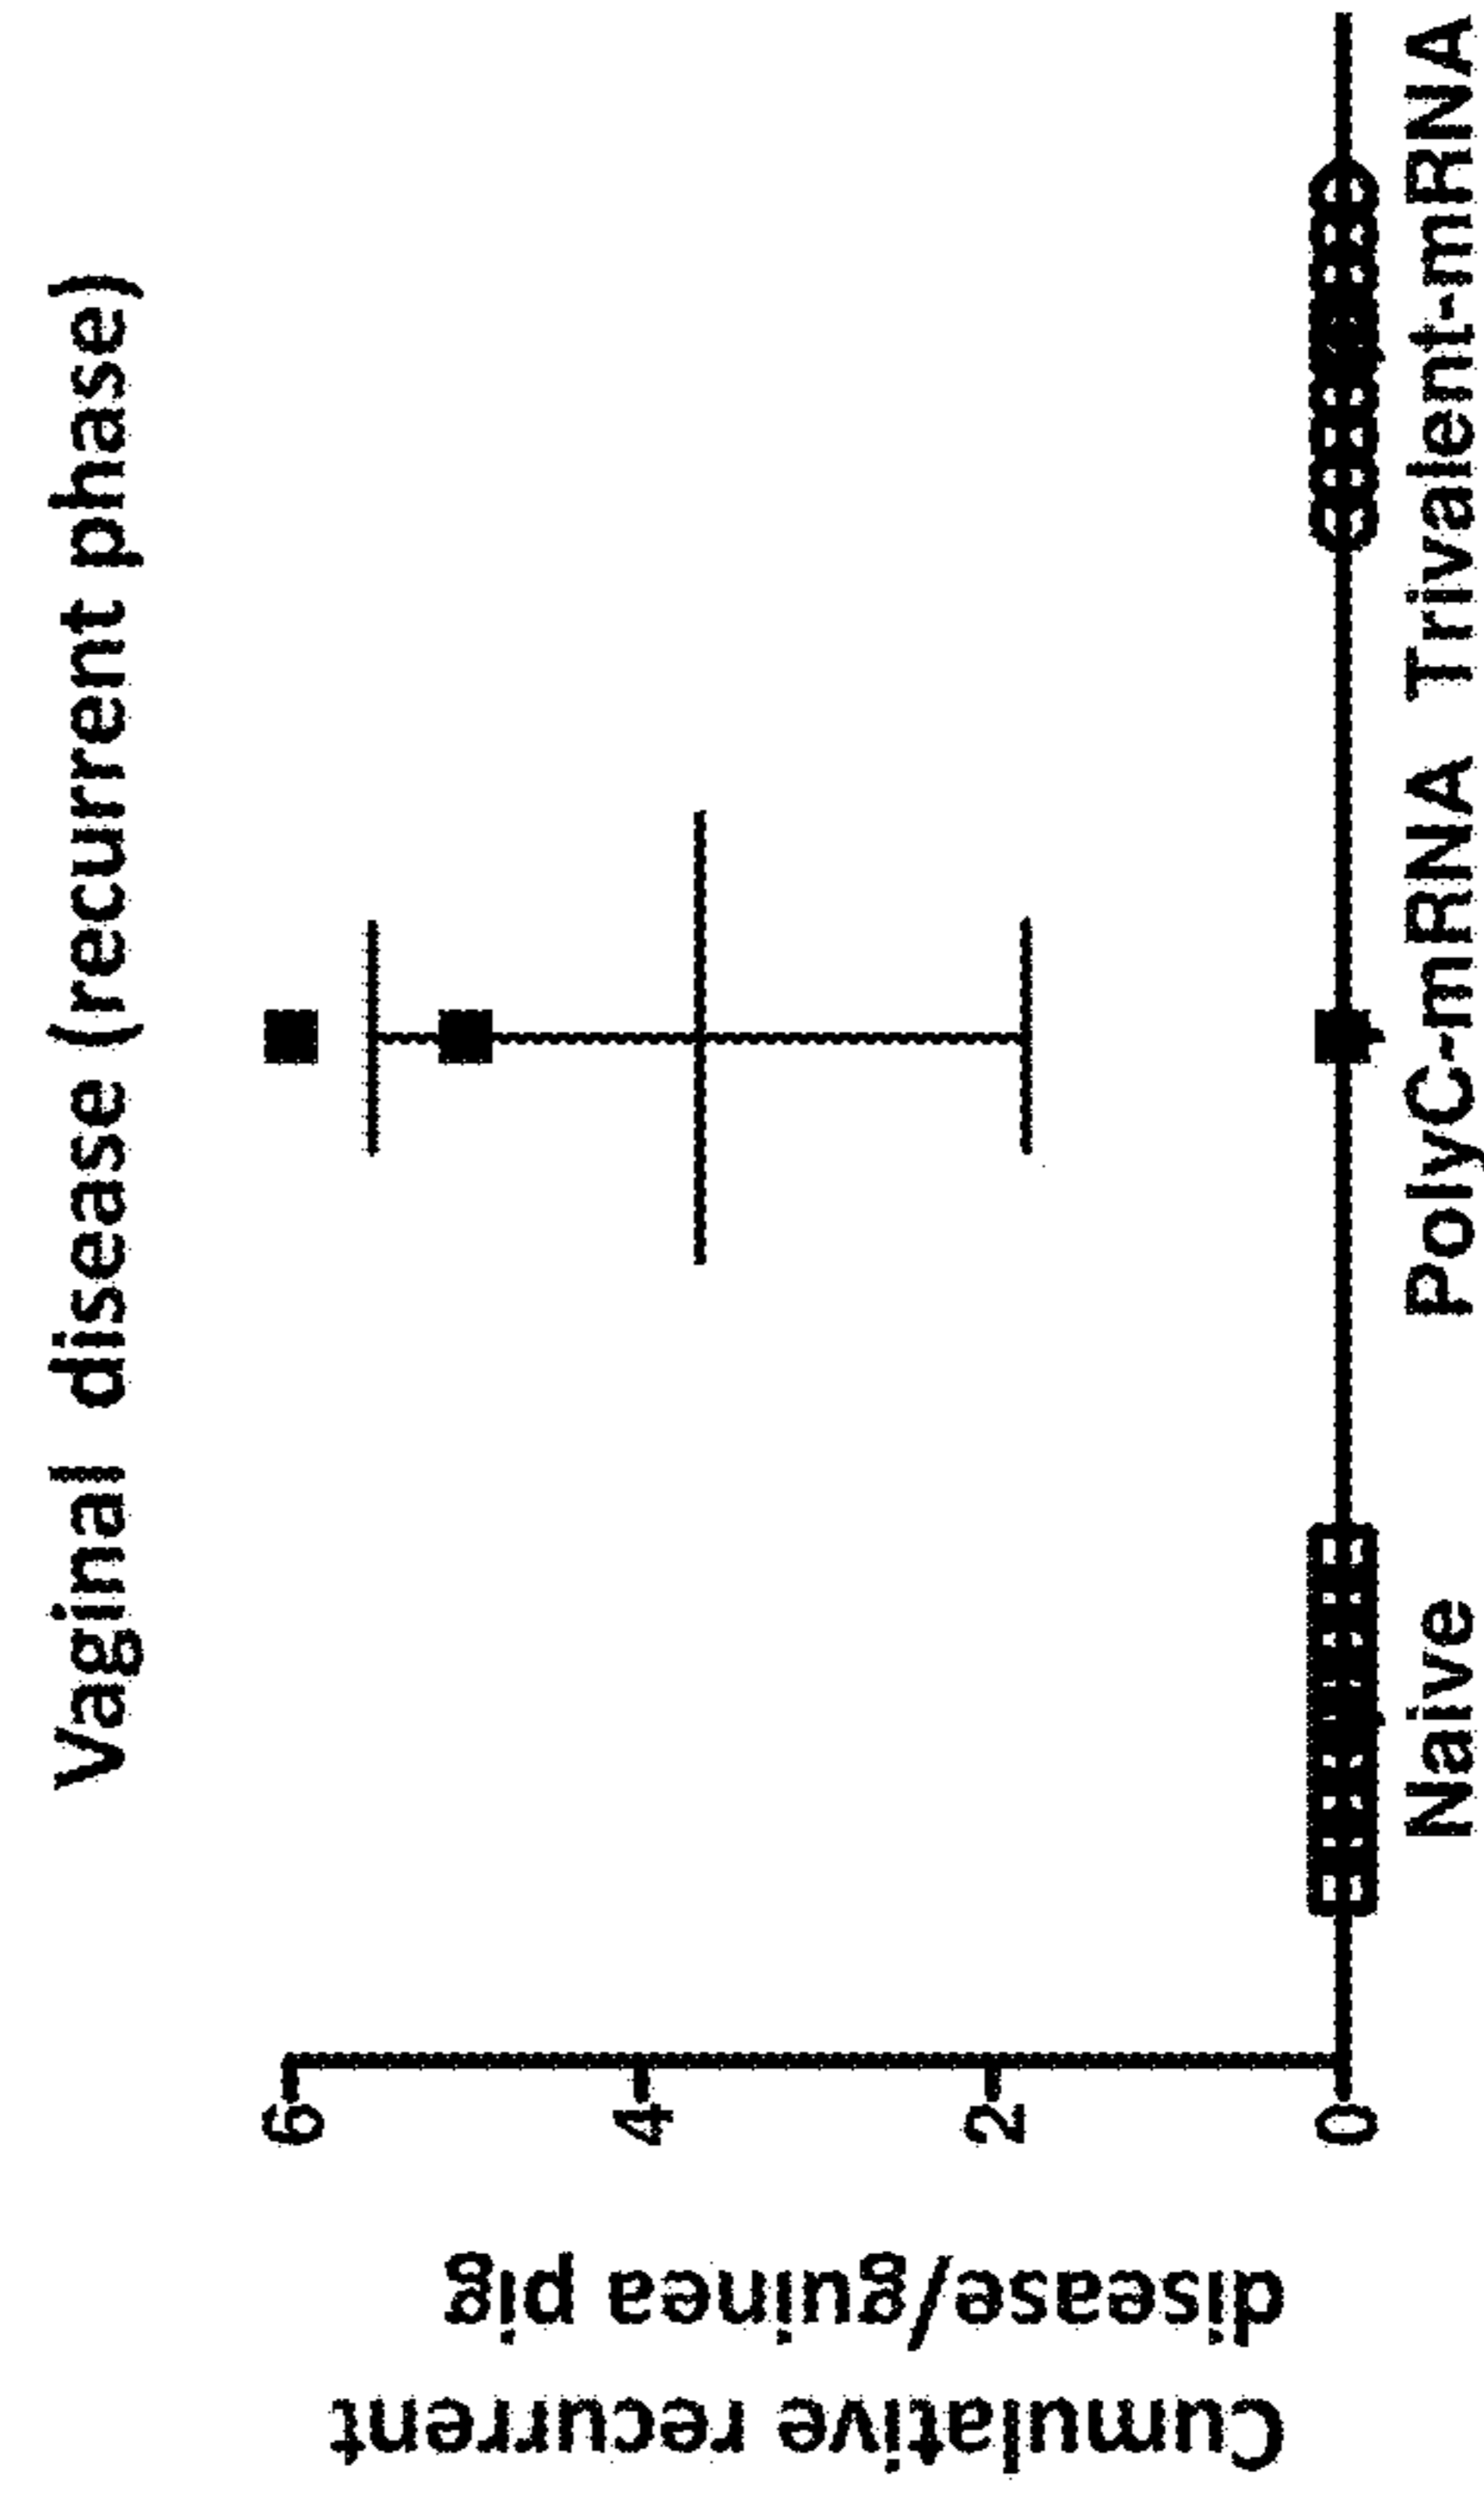 Vaginal disease (recurrent phase)
Cumulative recurrent
disease/guinea pig
6
4
2
0
Naive PolyC-mRNA Trivalent-mRNA